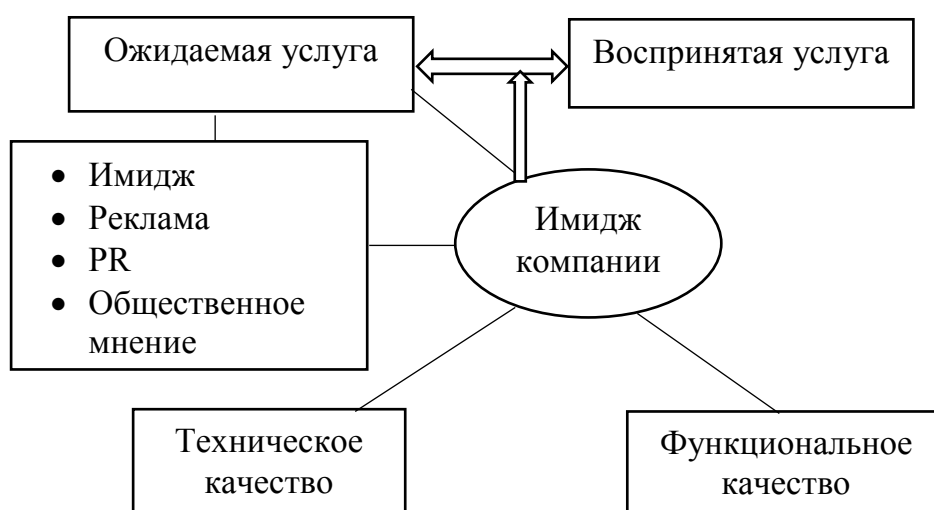 Ожидаемая услуга
Воспринятая услуга
• Имидж
• Реклама
• PR
• Общественное
мнение
Имидж
компании
Техническое
качество
Функциональное
качество